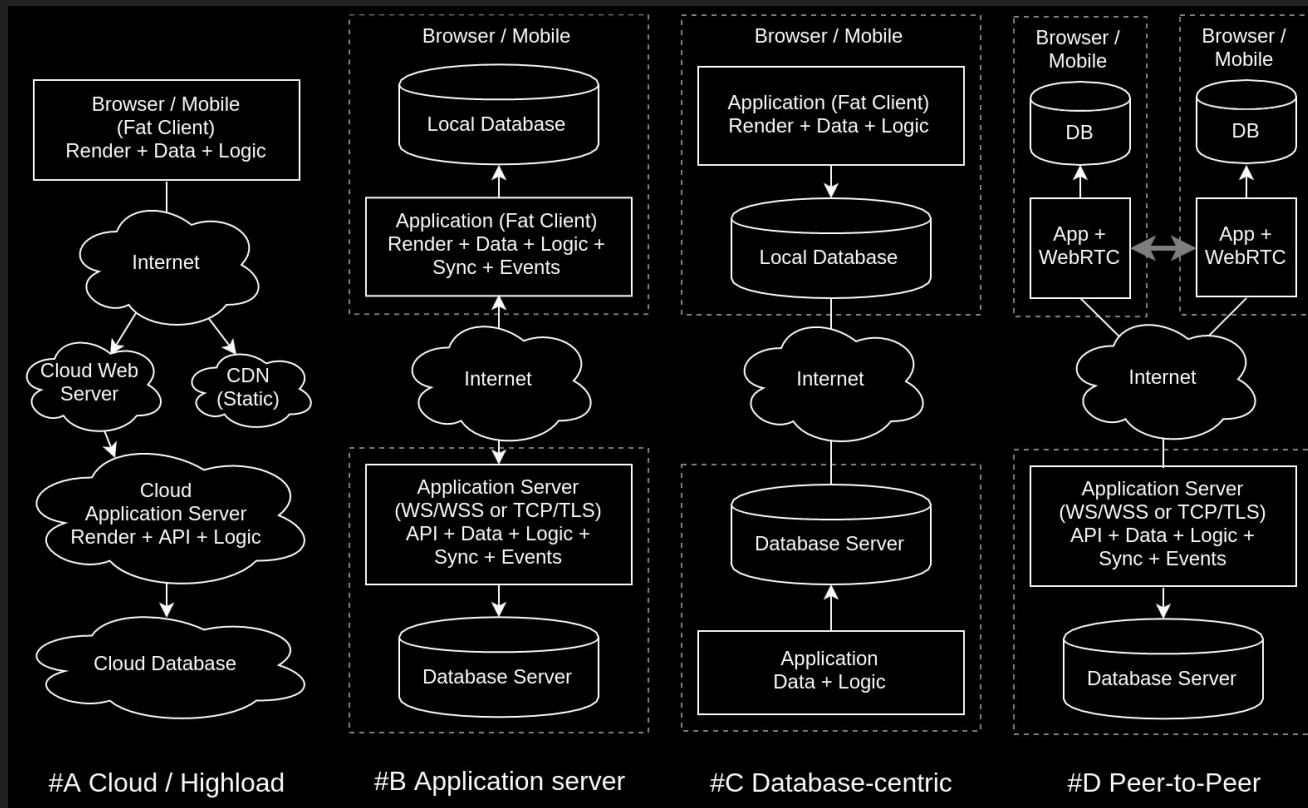 Browser / Mobile
(Fat Client)
Render + Data + Logic
Internet
Cloud Web
Server
CDN
(Static)
Cloud
Application Server
Render + API + Logic
Cloud Database
#A Cloud / Highload
Browser / Mobile
Local Database
Application (Fat Client)
Render + Data + Logic +
Sync + Events
Internet
Application Server
(WS/WSS or TCP/TLS)
API + Data + Logic +
Sync + Events
Database Server
#B Application server
Browser / Mobile
Application (Fat Client)
Render + Data + Logic
Local Database
Internet
Database Server
Application
Data + Logic
#C Database-centric
Browser /
Mobile
DB
App +
WebRTC
Browser /
Mobile
DB
App +
WebRTC
Internet
Application Server
(WS/WSS or TCP/TLS)
API + Data + Logic +
Sync + Events
Database Server
#D Peer-to-Peer